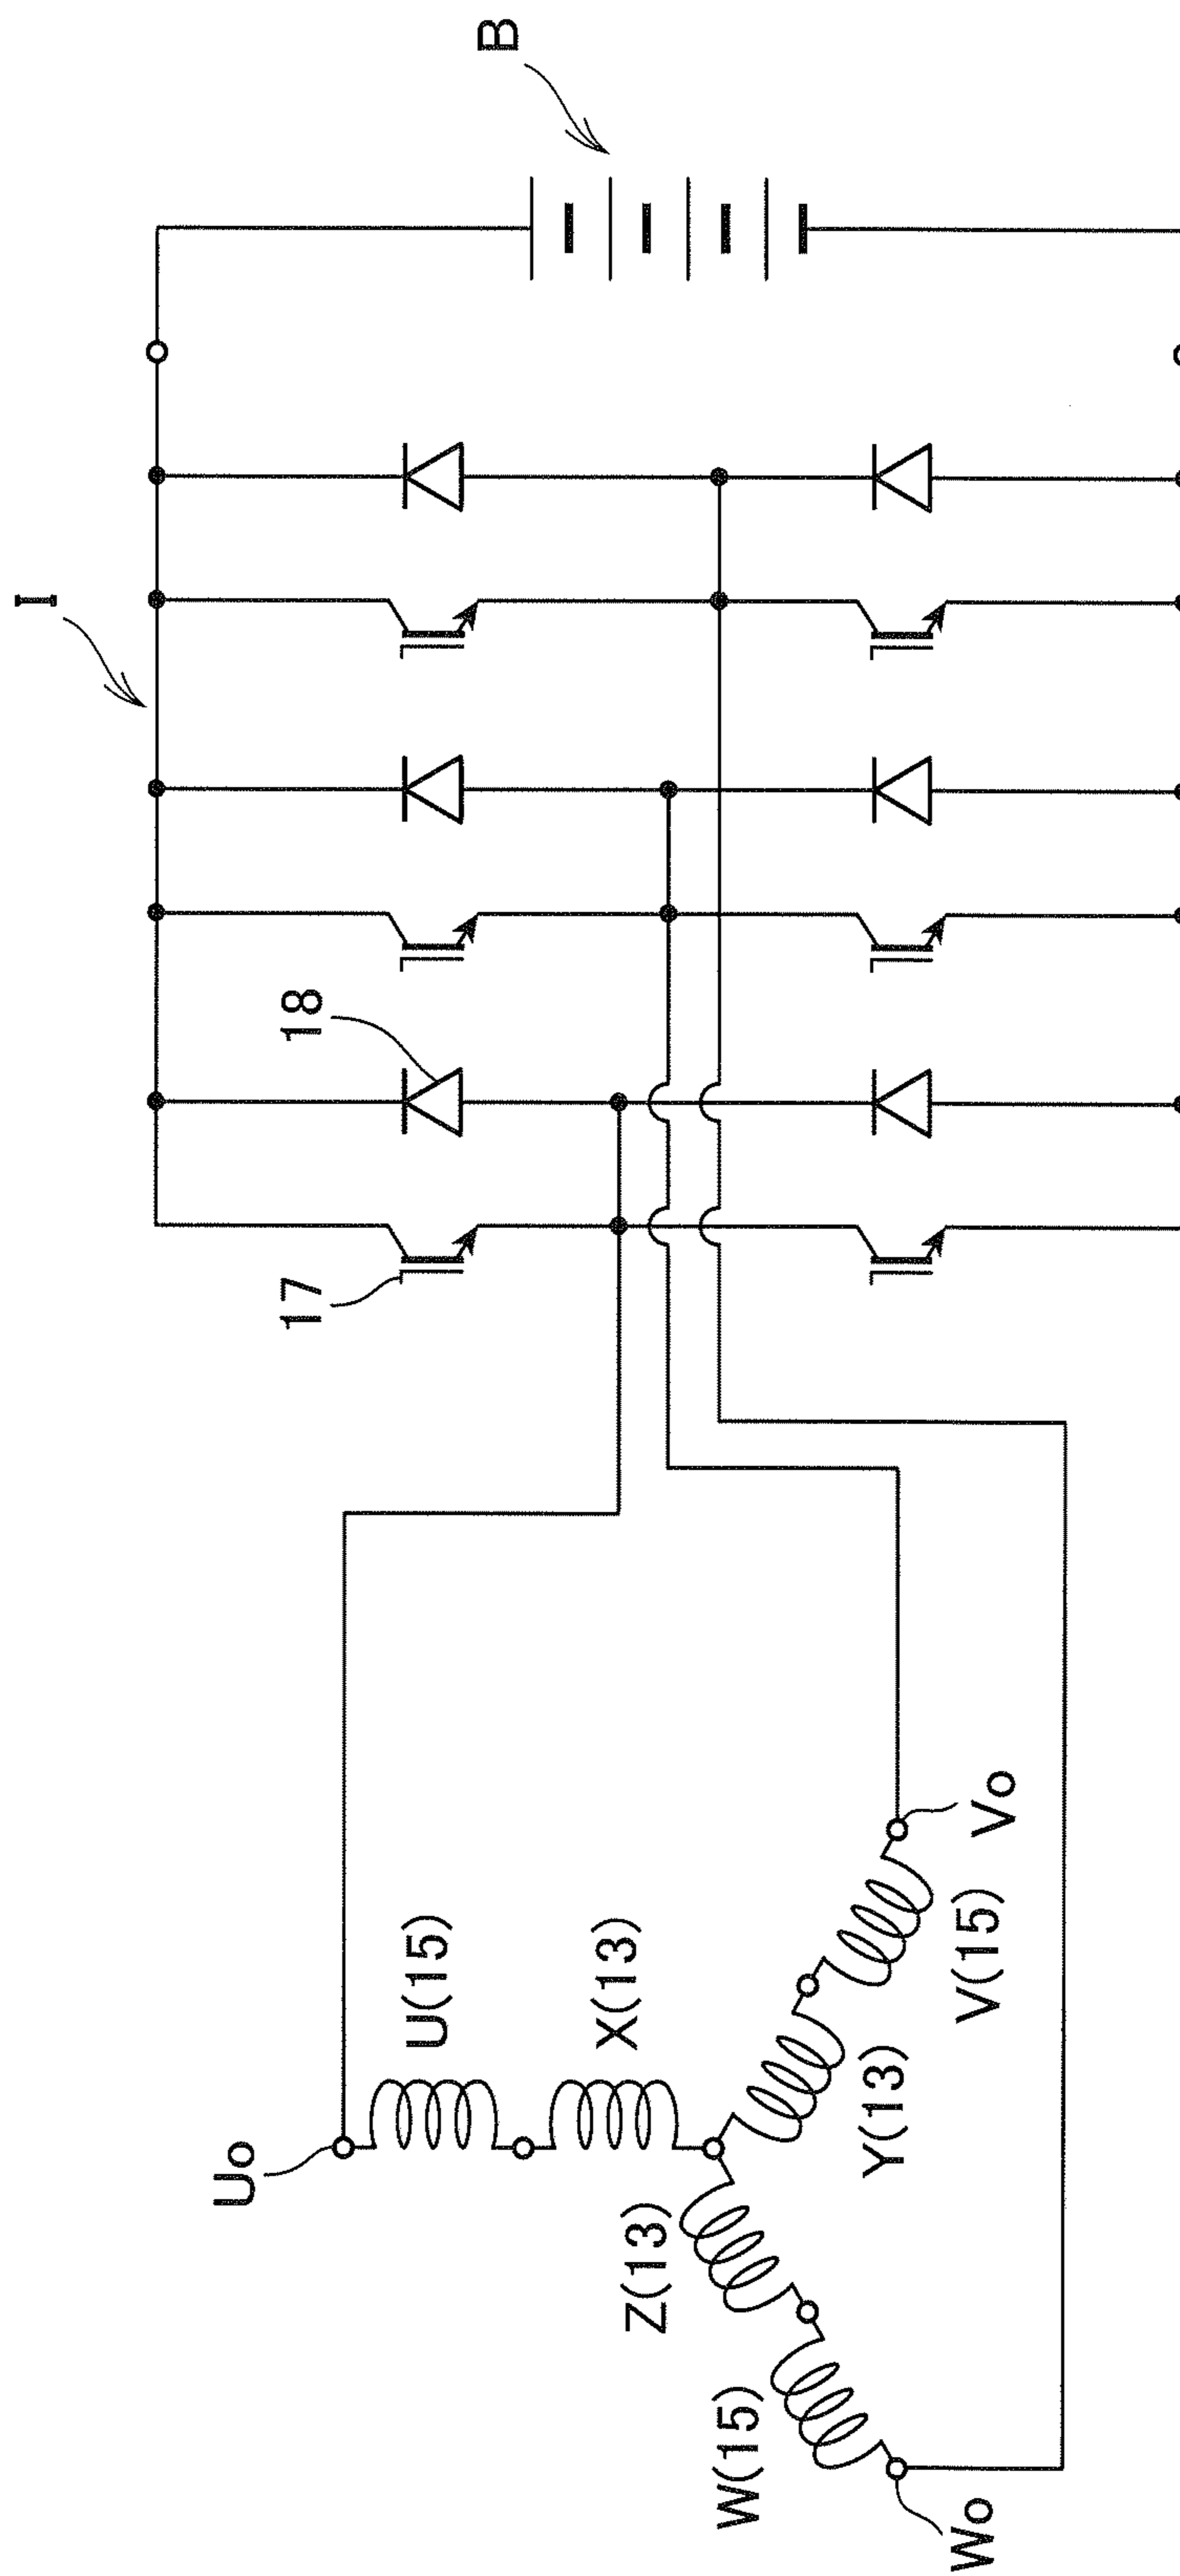 I
B
18
17
Uo
U(15)
X(13)
Z(13)
Y(13)
W(15)
V(15)
Wo
Vo